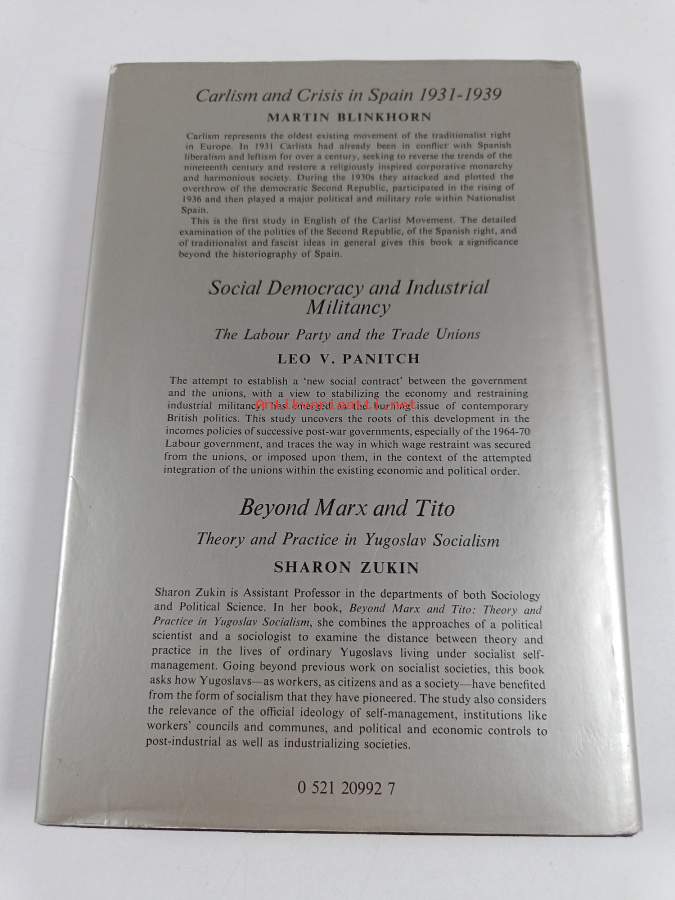 Carlism and Crisis in Spain 1931-1939
MARTIN BLINKHORN
Carlism represents the oldest existing movement of the traditionalist right
in Europe. In 1931 Carlists had already been in conflict with Spanish
liberalism and leftism for over a century, seeking to reverse the trends of the
nineteenth century and restore a religiously inspired corporative monarchy
and harmonious society. During the 1930s they attacked and plotted the
overthrow of the democratic Second Republic, participated in the rising of
1936 and then played a major political and military role within Nationalist
Spain.
This is the first study in English of the Carlist Movement. The detailed
examination of the politics of the Second Republic, of the Spanish right, and
of traditionalist and fascist ideas in general gives this book a significance
beyond the historiography of Spain.
Social Democracy and Industrial
Militancy
The Labour Party and the Trade Unions
LEO V. PANITCH
The attempt to establish a 'new social contract' between the government
and the unions, with a view to stabilizing the economy and restraining
industrial militancy, has emerged as the burning issue of contemporary
Antikvariaatti.net
British politics. This study uncovers the roots of this development in the
incomes policies of successive post-war governments, especially of the 1964-70
Labour government, and traces the way in which wage restraint was secured
from the unions, or imposed upon them, in the context of the attempted
integration of the unions within the existing economic and political order.
Beyond Marx and Tito
Theory and Practice in Yugoslav Socialism
SHARON ZUKIN
Sharon Zukin is Assistant Professor in the departments of both Sociology
and Political Science. In her book, Beyond Marx and Tito: Theory and
Practice in Yugoslav Socialism, she combines the approaches of a political
scientist and a sociologist to examine the distance between theory and
practice in the lives of ordinary Yugoslavs living under socialist self-
management. Going beyond previous work on socialist societies, this book
asks how Yugoslavs—as workers, as citizens and as a society—have benefited
from the form of socialism that they have pioneered. The study also considers
the relevance of the official ideology of self-management, institutions like
workers' councils and communes, and political and economic controls to
post-industrial as well as industrializing societies.
0 521 20992 7